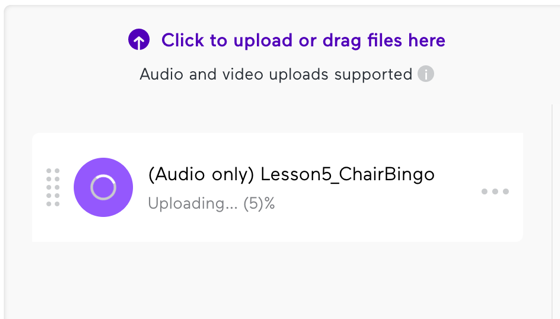 Click to upload or drag files here
Audio and video uploads supported
(Audio only) Lesson5_ChairBingo
Uploading... (5)%